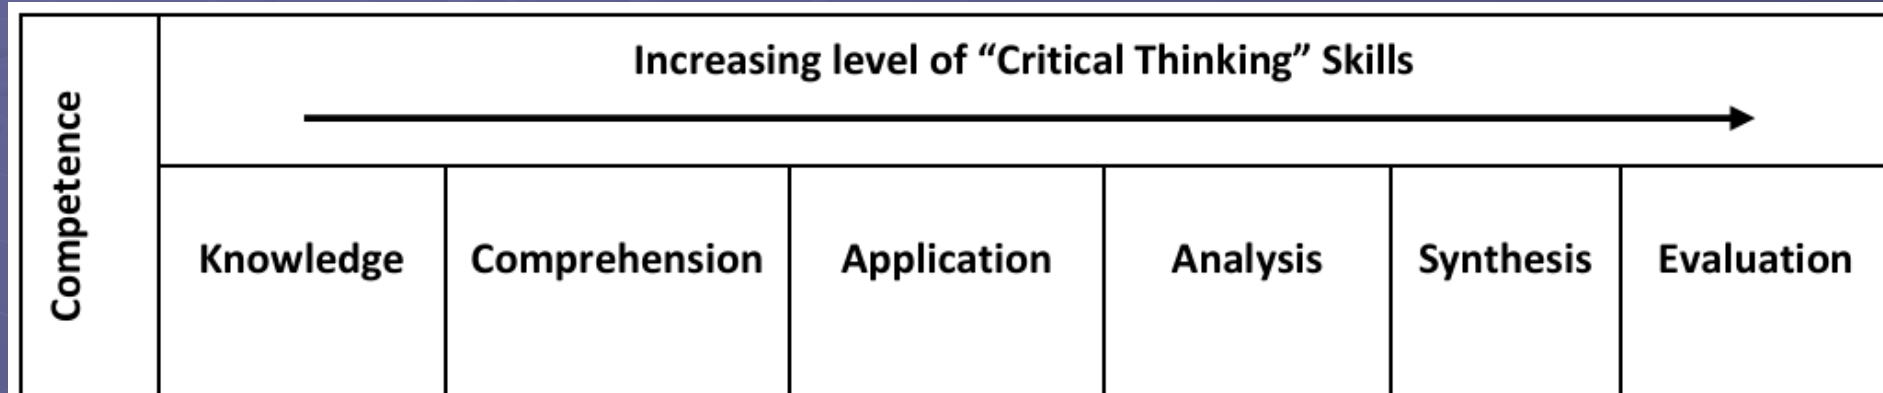 Competence
Increasing level of “Critical Thinking” Skills
Knowledge
Comprehension
Application
Analysis
Synthesis
Evaluation